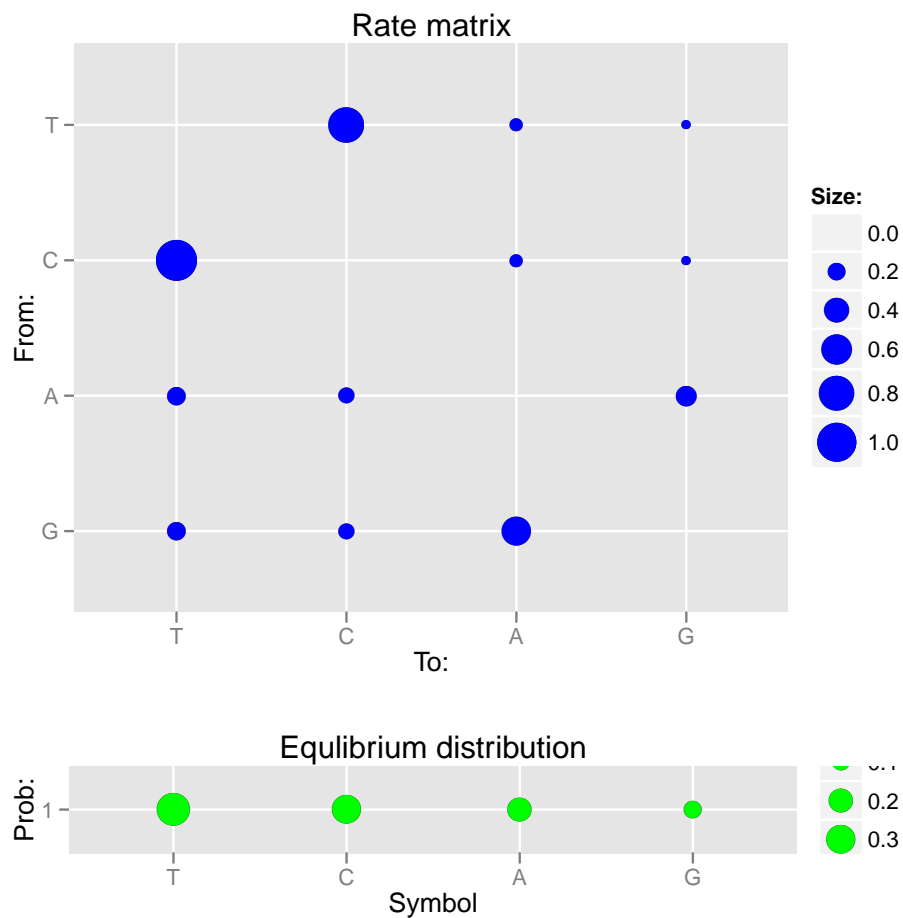 Rate matrix
T
C
A
G
From:
T C A G
To:
Size:
0.0
0.2
0.4
0.6
0.8
1.0
Equlibrium distribution
Prob:
1
T C A G
Symbol
0.2
0.3